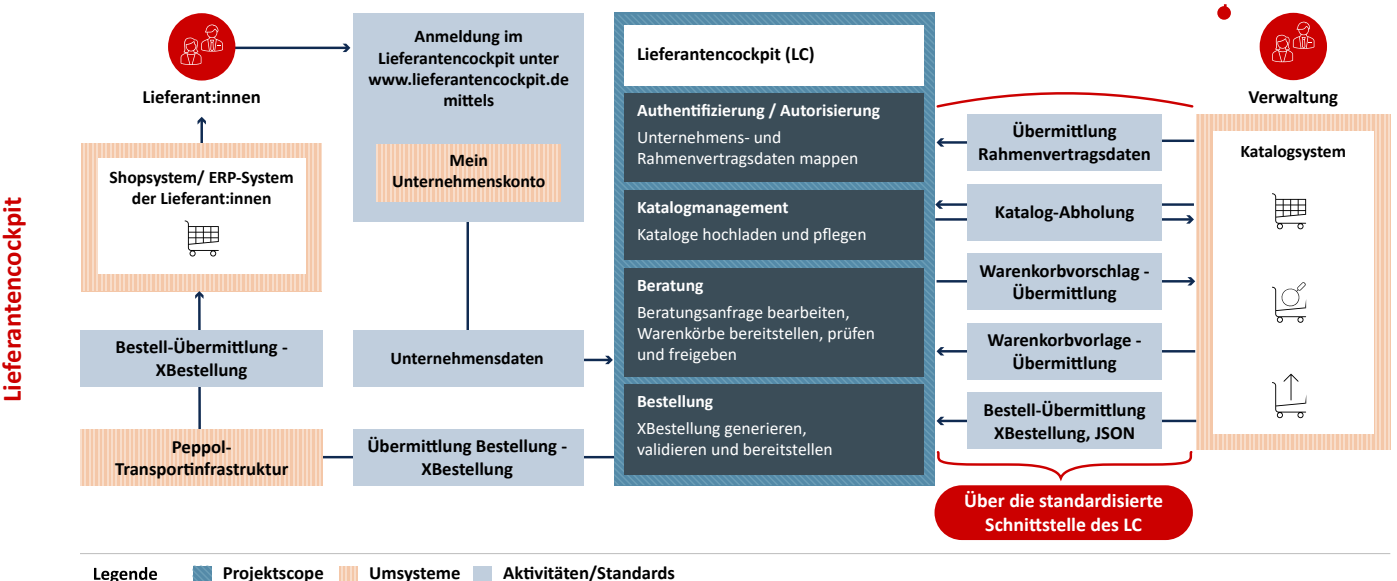 Lieferantencockpit
Lieferant:innen
Shopsystem/ ERP-System
der Lieferant:innen
Bestell-Übermittlung -
XBestellung
Peppol-
Transportinfrastruktur
Anmeldung im
Lieferantencockpit unter
www.lieferantencockpit.de
mittels
Mein
Unternehmenskonto
Unternehmensdaten
Übermittlung Bestellung -
XBestellung
Lieferantencockpit (LC)
Authentifizierung / Autorisierung
Unternehmens- und
Rahmenvertragsdaten mappen
Katalogmanagement
Kataloge hochladen und pflegen
Beratung
Beratungsanfrage bearbeiten,
Warenkörbe bereitstellen, prüfen
und freigeben
Bestellung
XBestellung generieren,
validieren und bereitstellen
Übermittlung
Rahmenvertragsdaten
Katalog-Abholung
Warenkorbvorschlag -
Übermittlung
Warenkorbvorlage -
Übermittlung
Bestell-Übermittlung
XBestellung, JSON
Über die standardisierte
Schnittstelle des LC
Verwaltung
Katalogsystem
Legende Projektscope Umsysteme Aktivitäten/Standards